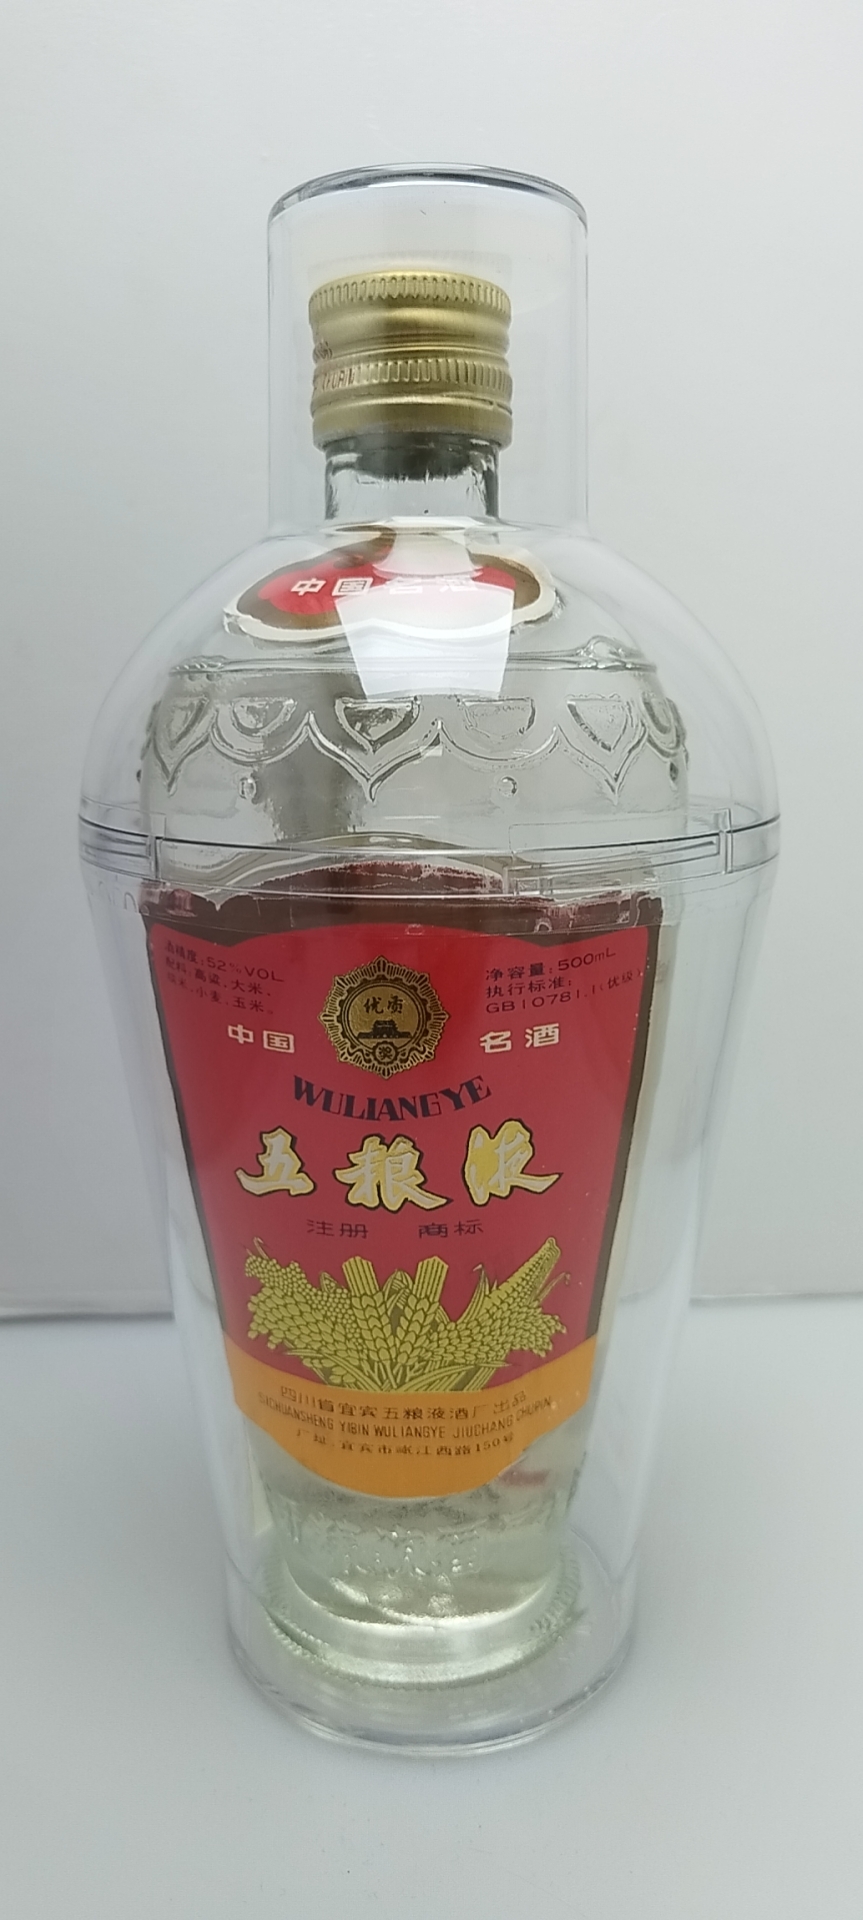 CHUPIN
中国名酒
酒精度:52%VOL
配料:高粱.大米.
糯米.小麦.玉米。
净容量:500mL
执行标准:
GB10781.1(优级)
优质
奖
中国 名酒
WULIANGYE
五粮液
注册 商标
四川省宜宾五粮液酒厂出品
SICHUANSHENG YIBIN WULIANGYE JIUCHANG CHUPIN
厂址:宜宾市岷江西路150号